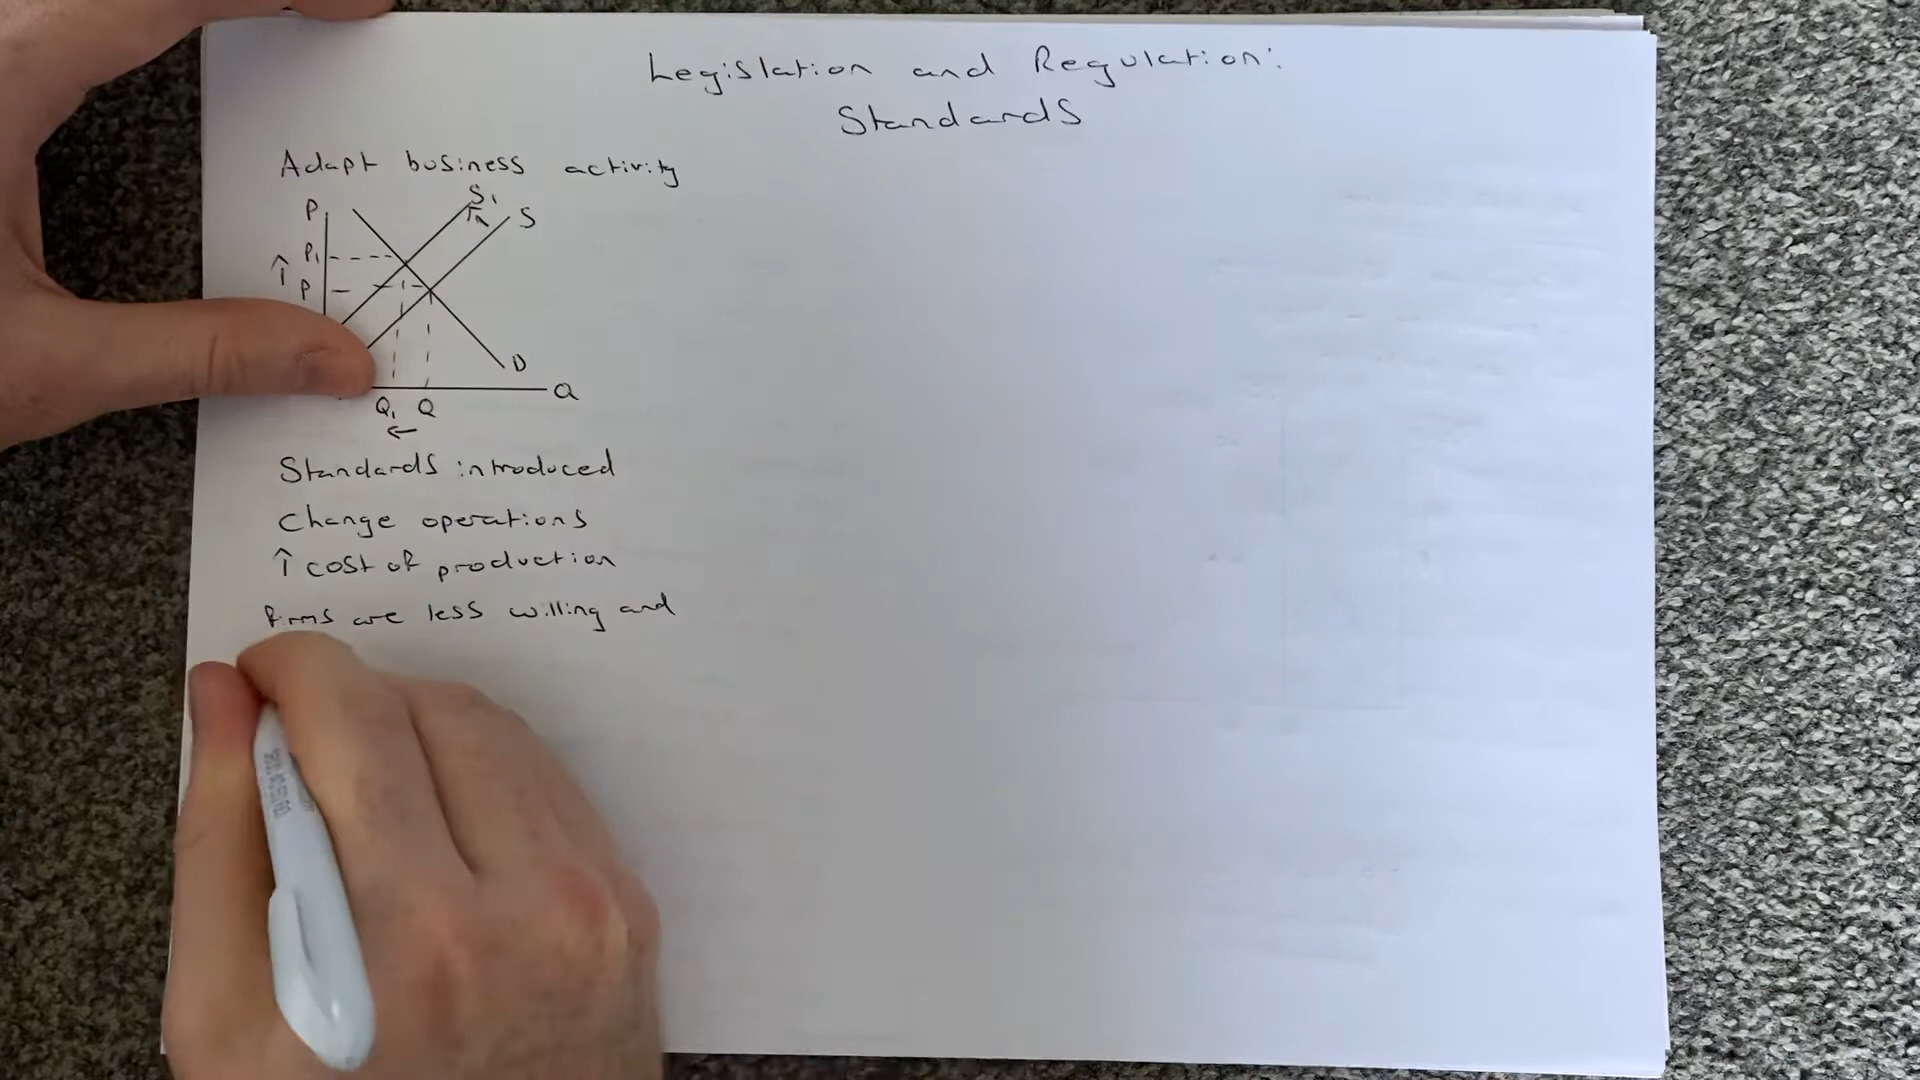 Legislation and Regulation:
Standards
Adapt business activity
P
S₁
S
P₁
↑
P
D
Q
Q₁ Q
←
Standards introduced
Change operations
↑ cost of production
firms are less willing and